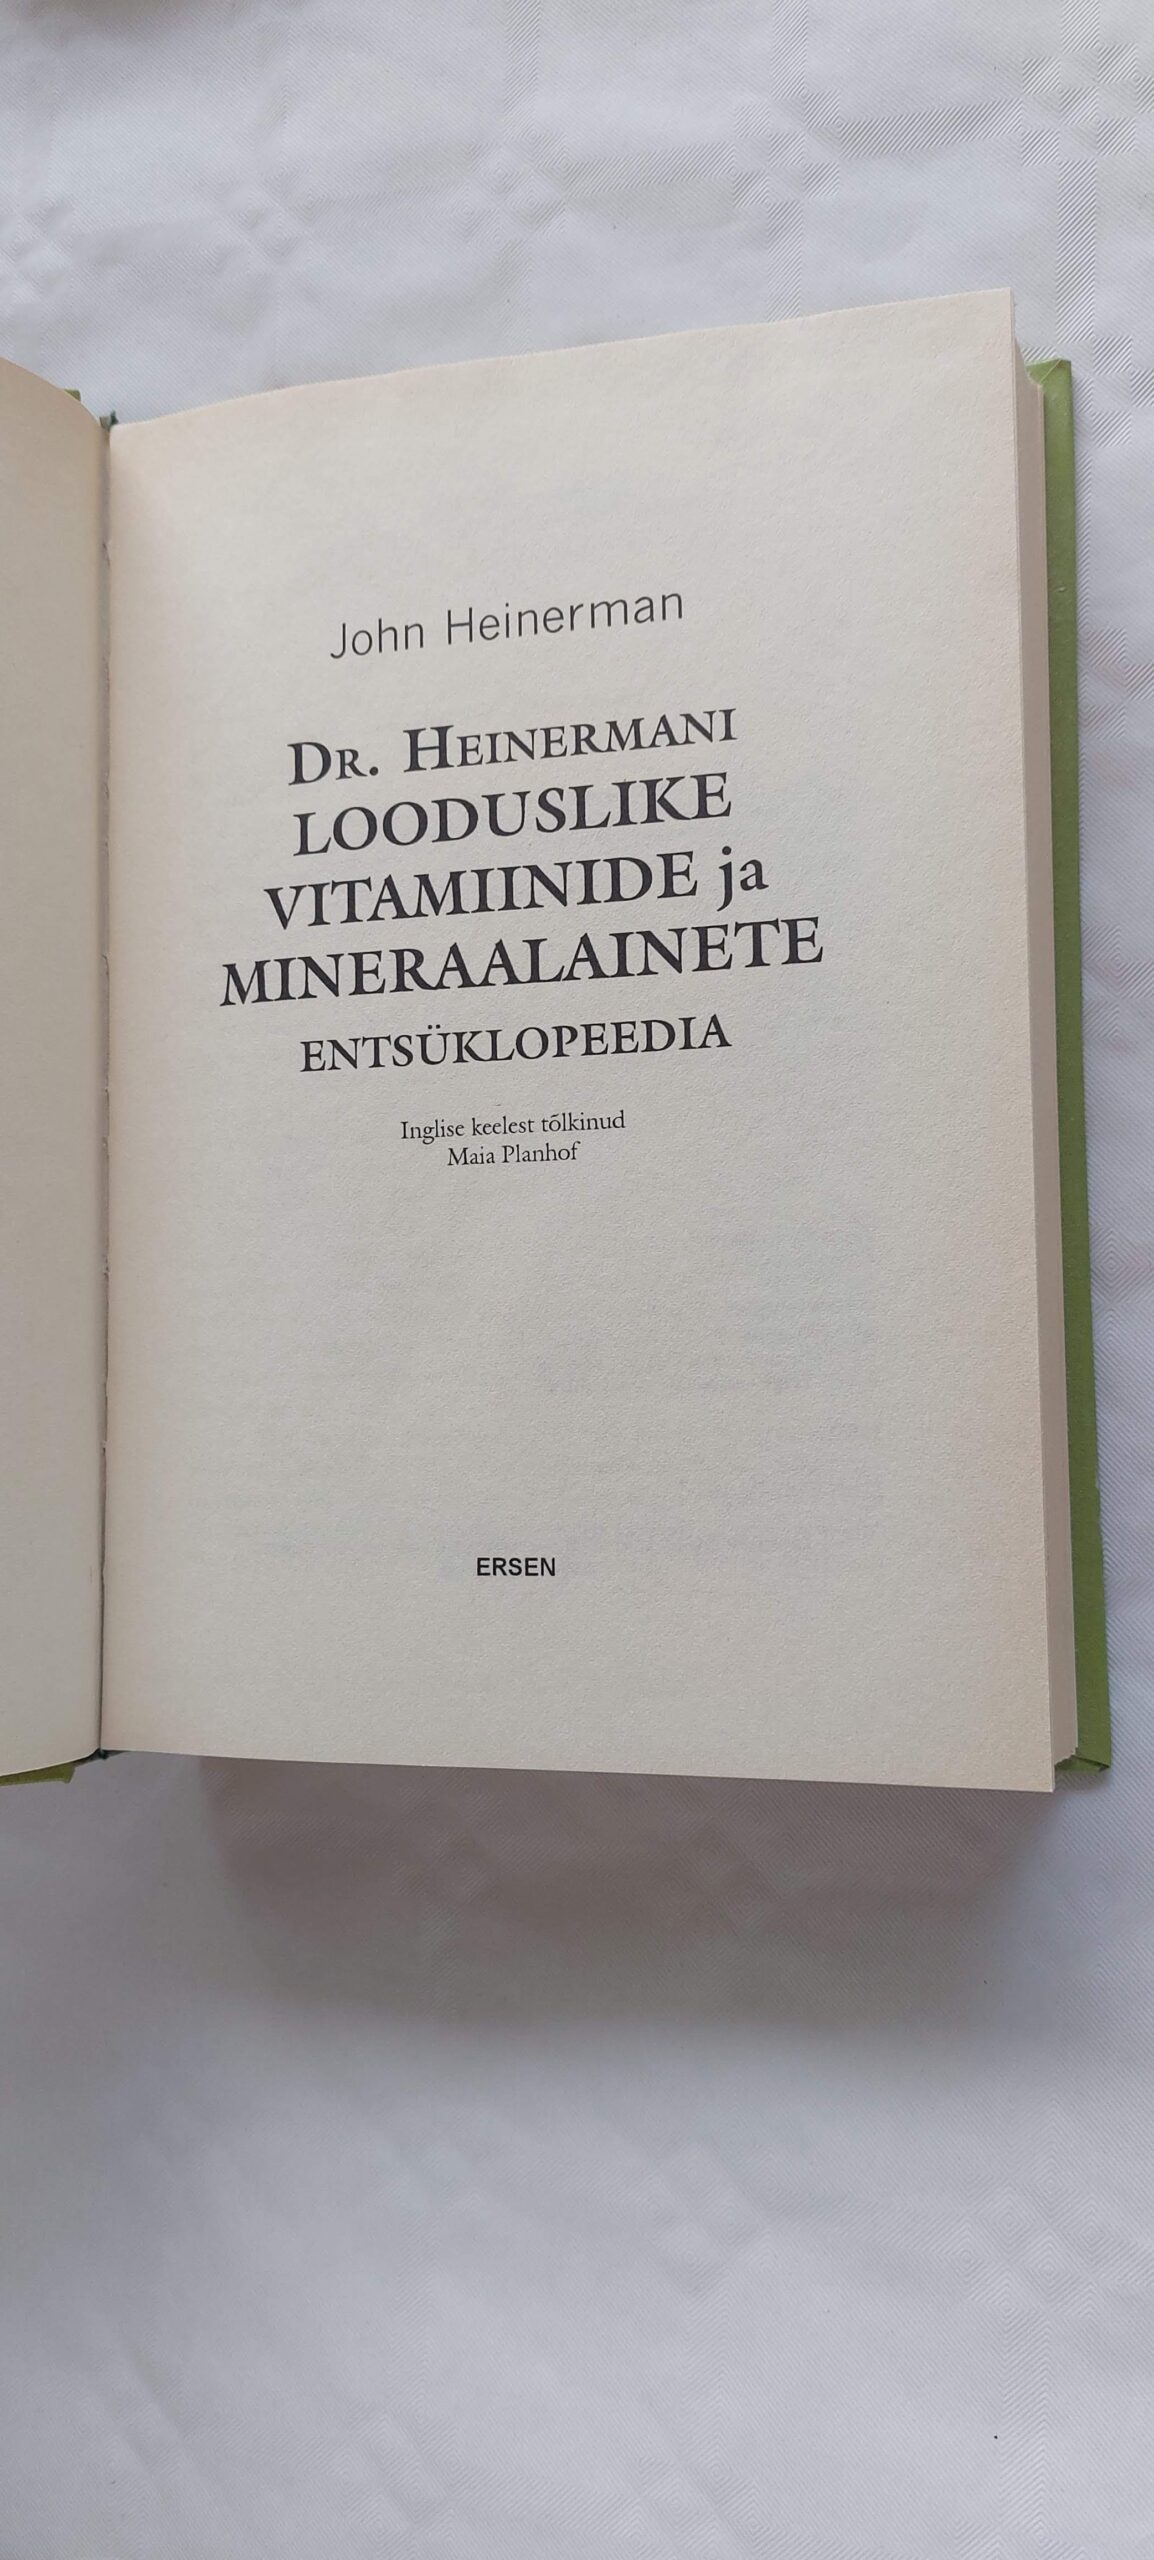 John Heinerman
DR. HEINERMANI
LOODUSLIKE
VITAMIINIDE ja
MINERAALAINETE
ENTSÜKLOPEEDIA
Inglise keelest tõlkinud
Maia Planhof
ERSEN